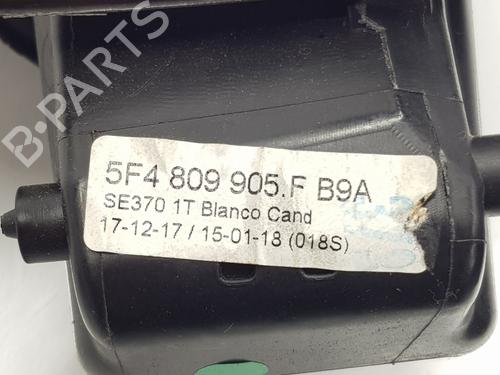 B-PARTS
5F4 809 905.F B9A
SE370 1T Blanco Cand
17-12-17 / 15-01-18 (018S)